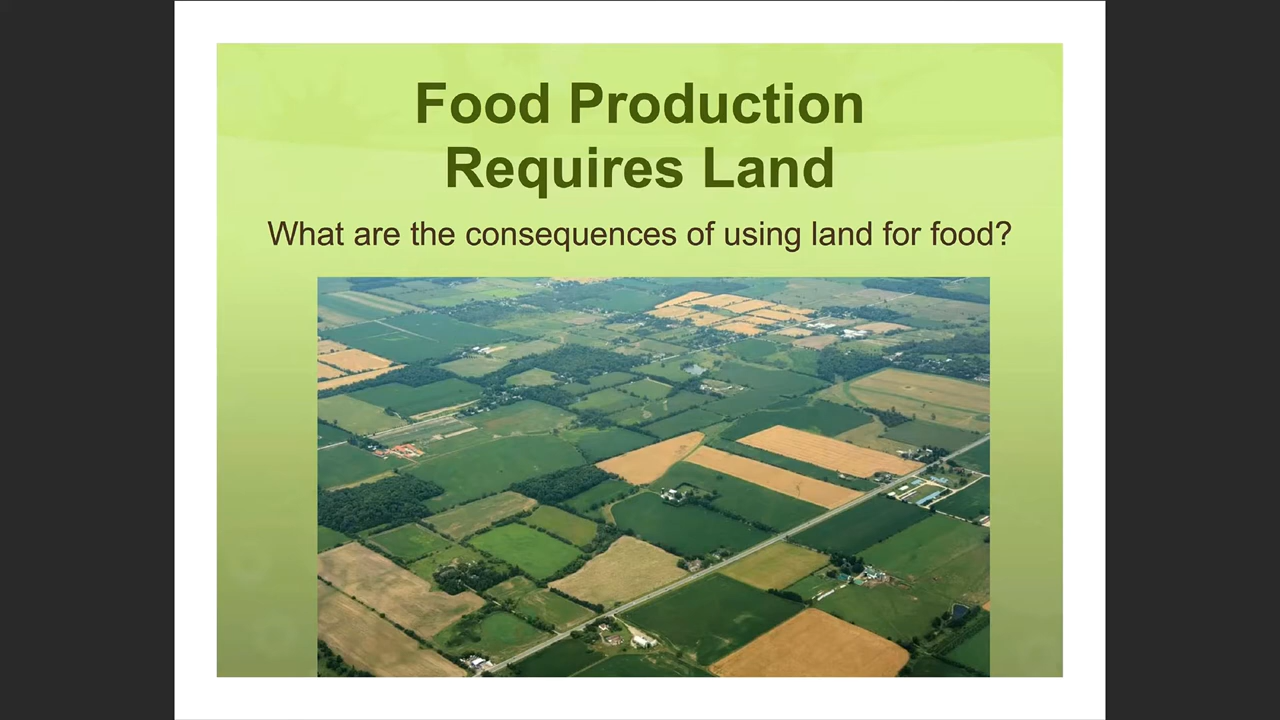 Food Production
Requires Land
What are the consequences of using land for food?